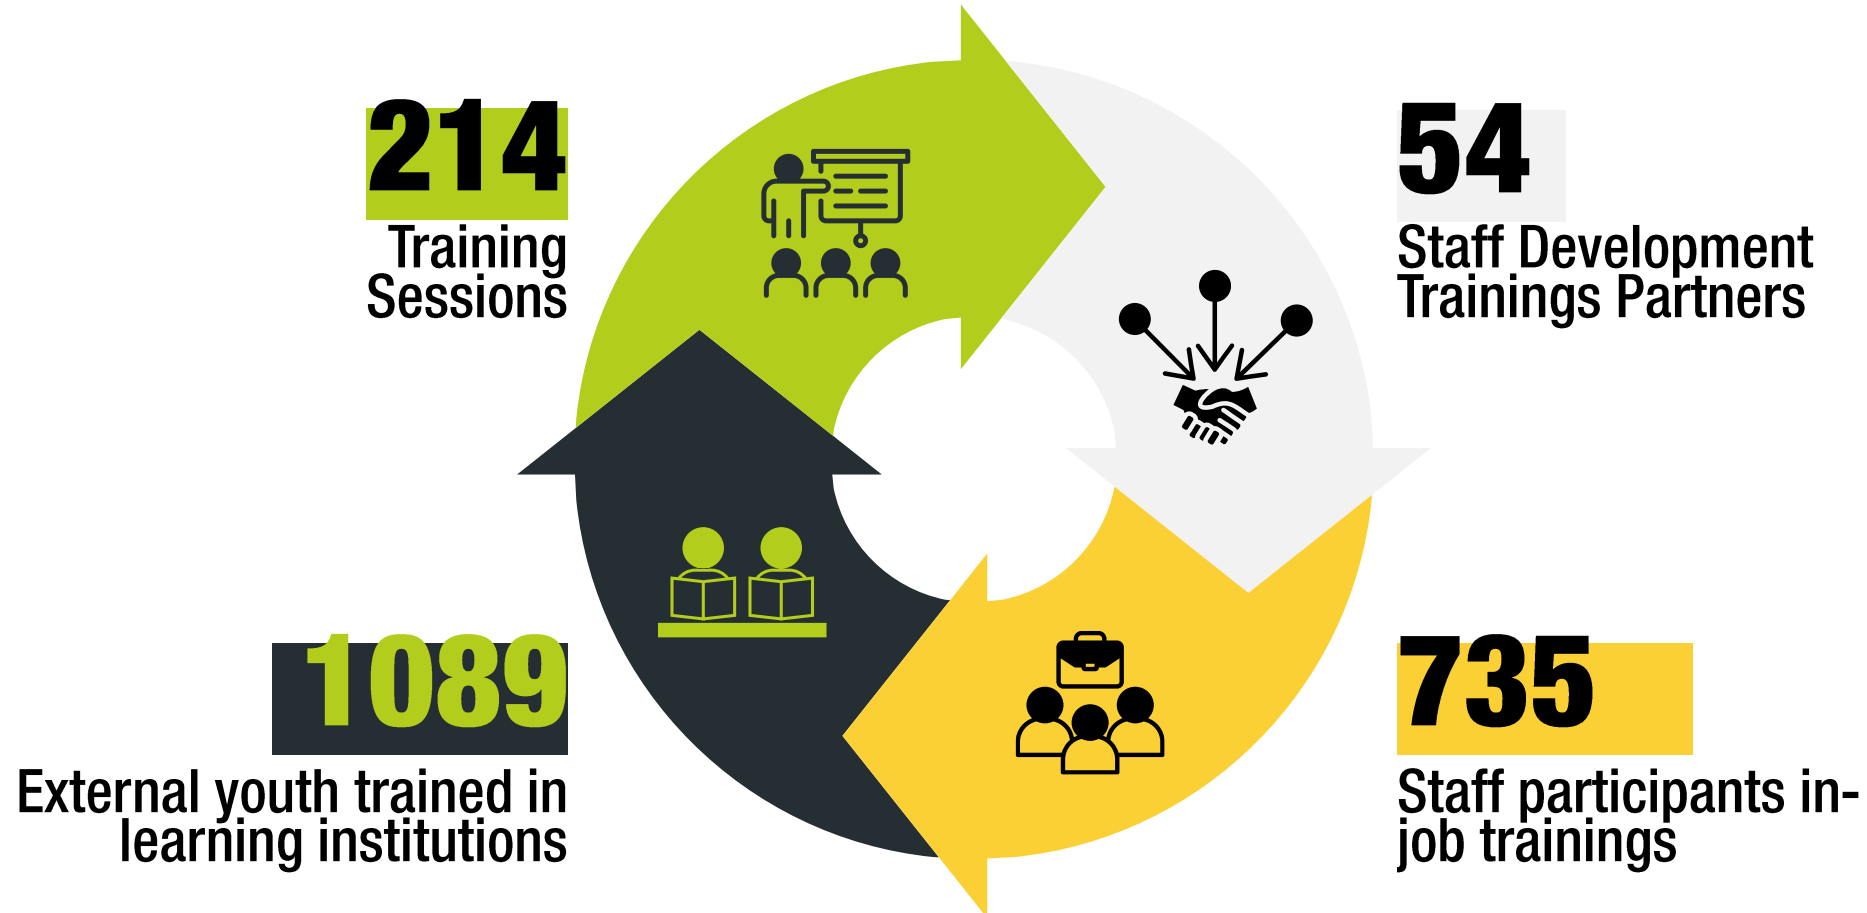 214
Training
Sessions
54
Staff Development
Trainings Partners
1089
External youth trained in
learning institutions
735
Staff participants in-
job trainings